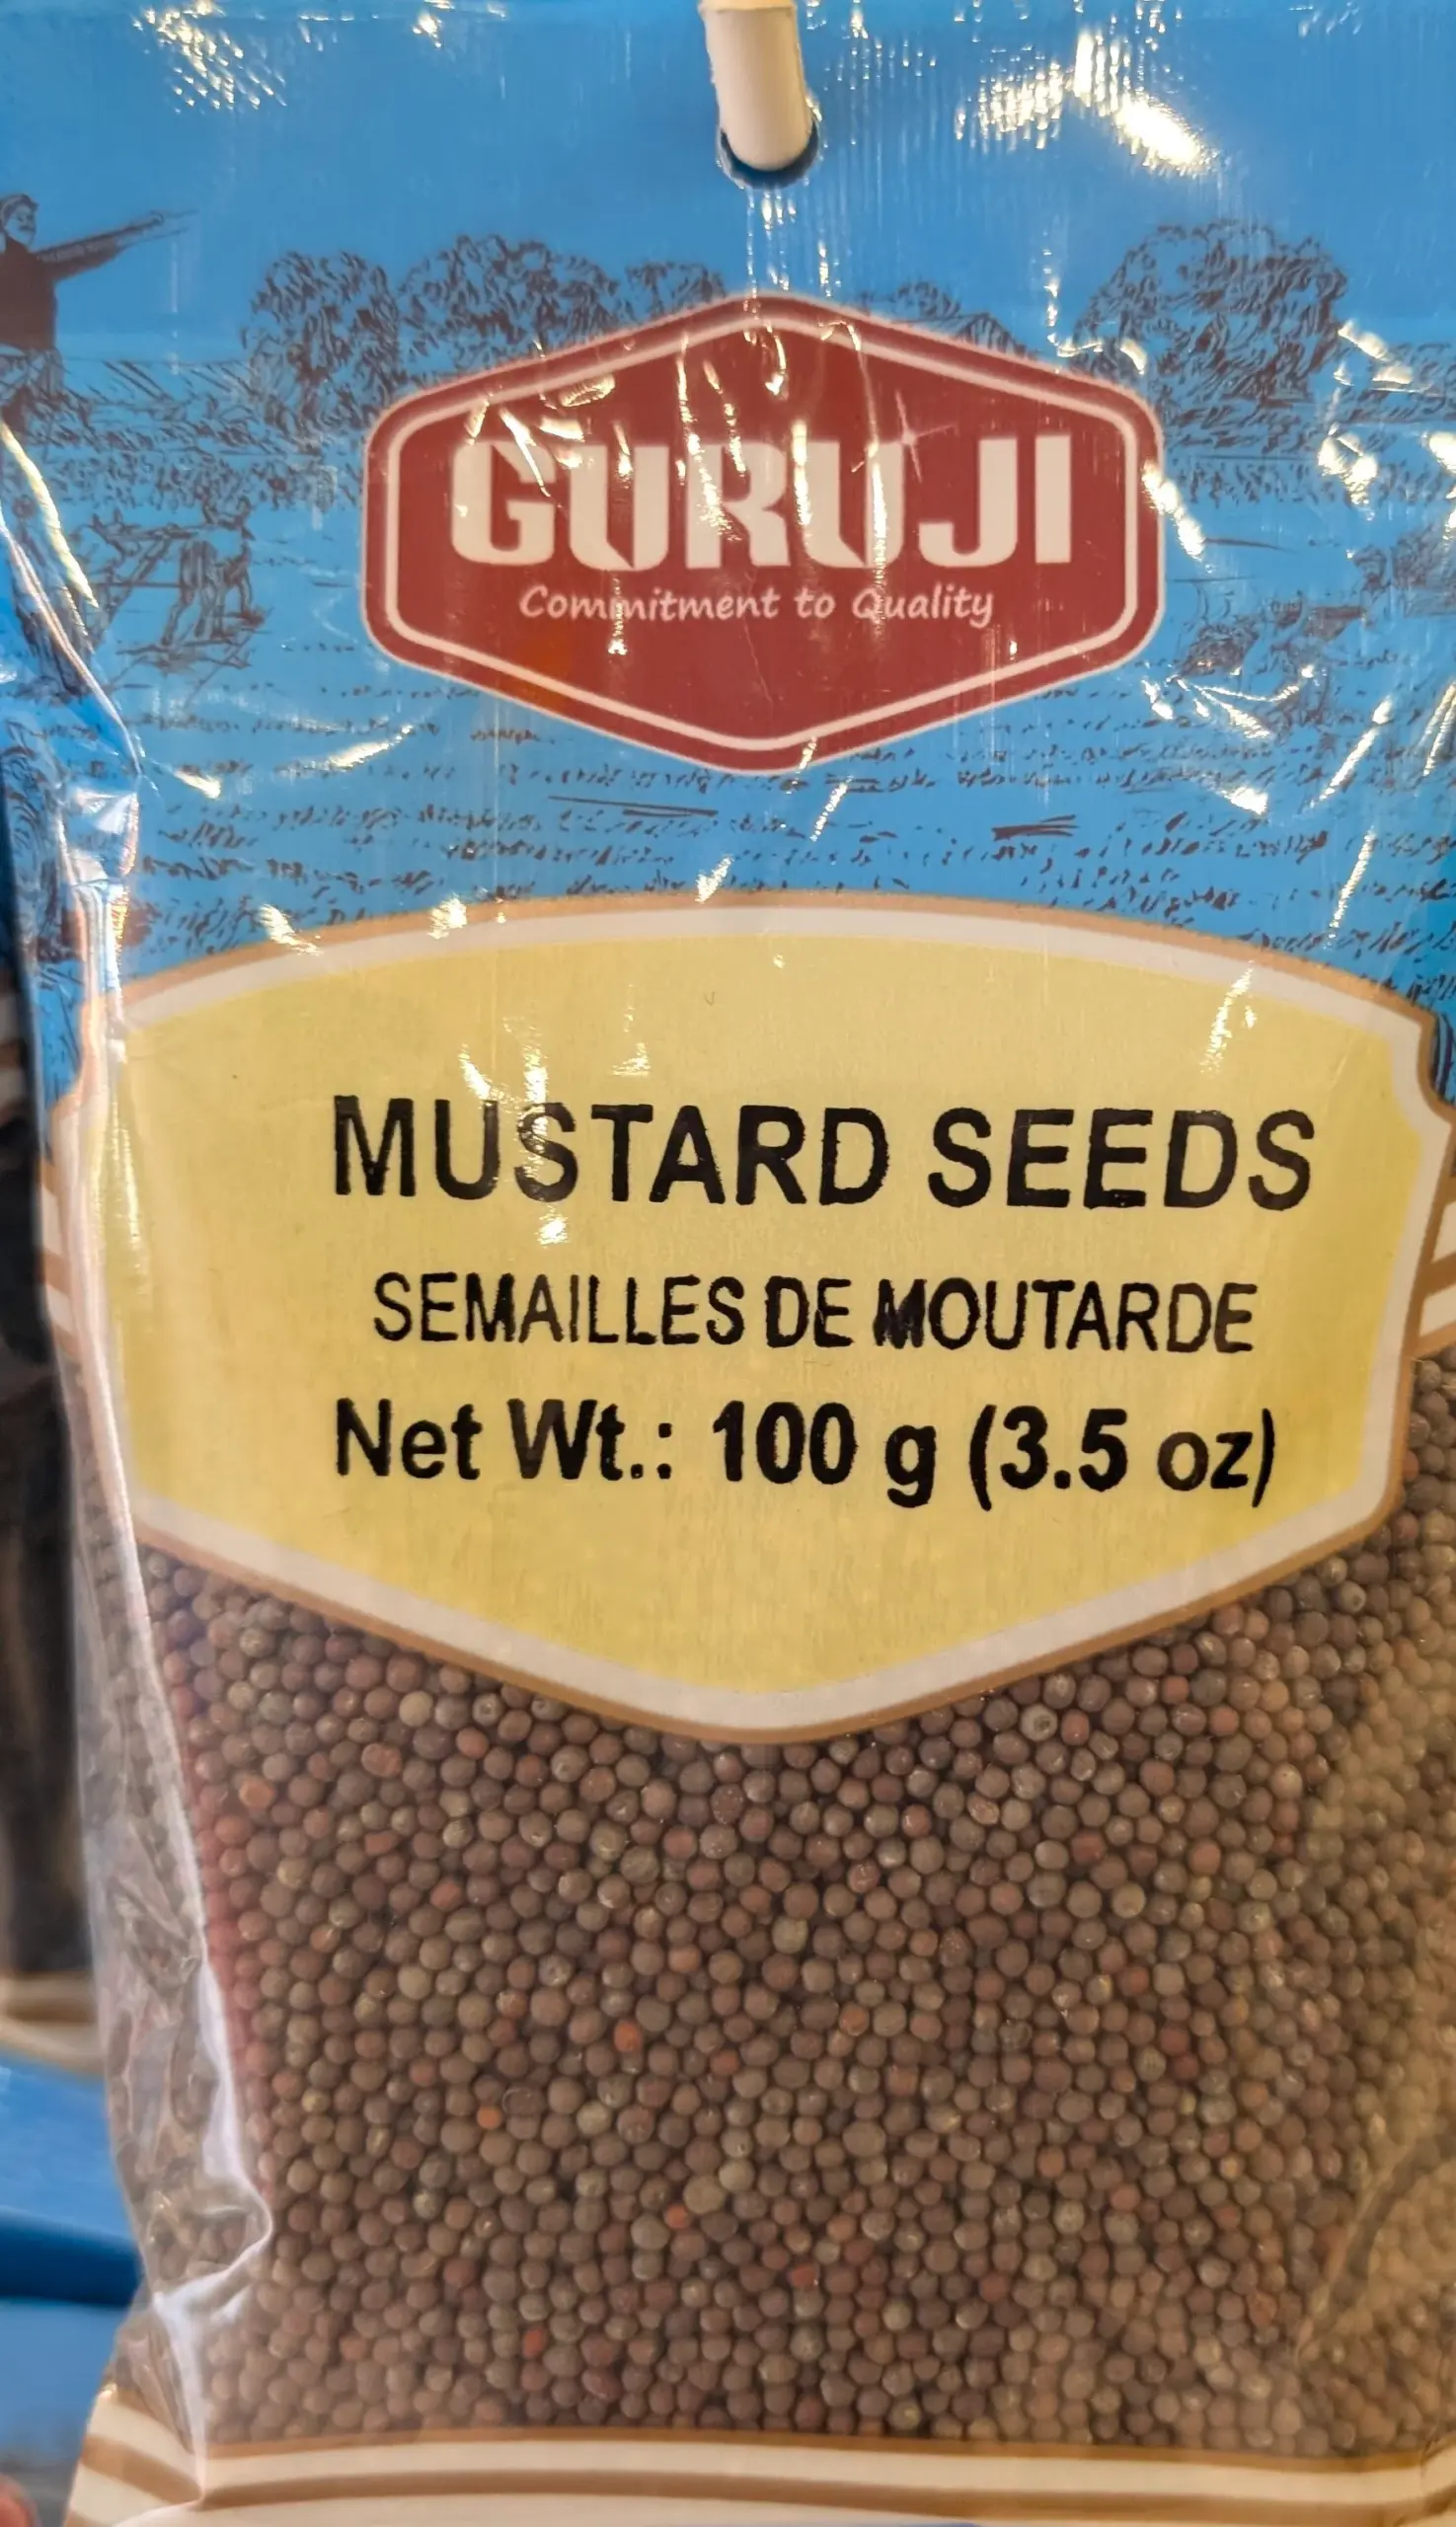 GURUJI
Commitment to Quality
MUSTARD SEEDS
SEMAILLES DE MOUTARDE
Net Wt.: 100 g (3.5 oz)